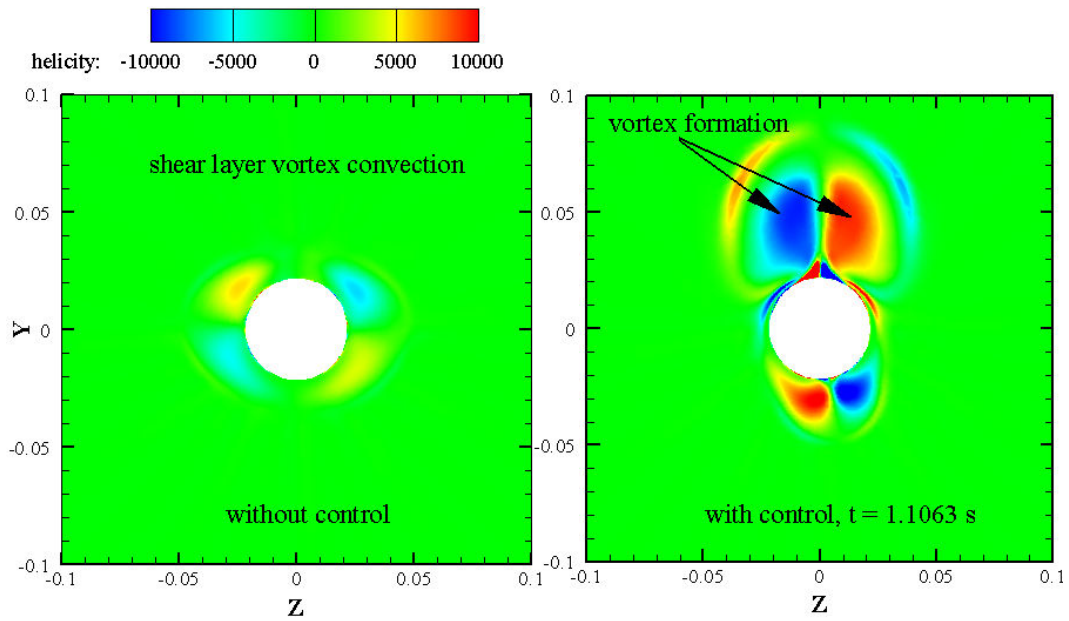 helicity: -10000 -5000 0 5000 10000
0.1
0.05
0
-0.05
-0.1
Y
shear layer vortex convection
without control
-0.1 -0.05 0 0.05 0.1
Z
0.1
0.05
0
-0.05
-0.1
vortex formation
with control, t = 1.1063 s
-0.1 -0.05 0 0.05 0.1
Z